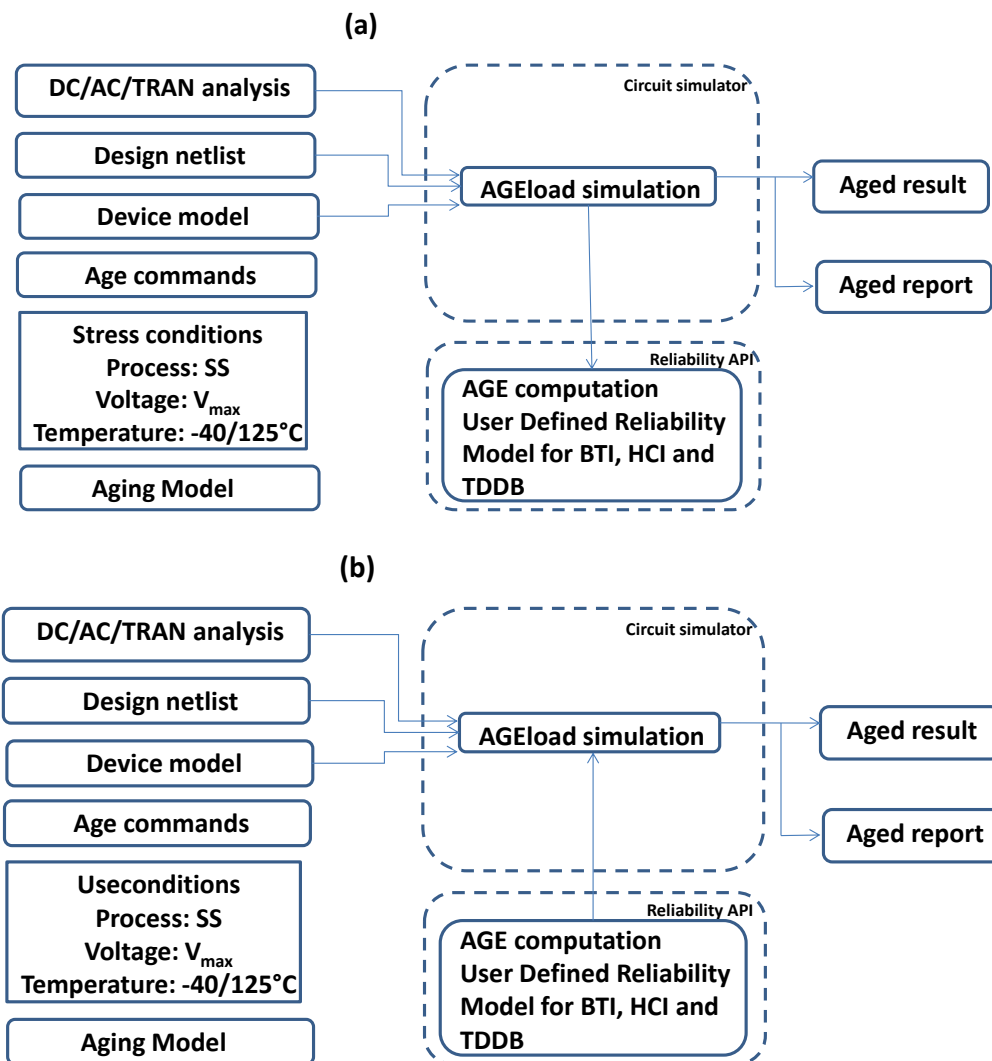 (a)
DC/AC/TRAN analysis
Design netlist
Device model
Age commands
Stress conditions
Process: SS
Voltage: Vmax
Temperature: -40/125°C
Aging Model
Circuit simulator
AGEload simulation
Reliability API
AGE computation
User Defined Reliability
Model for BTI, HCI and
TDDB
Aged result
Aged report
(b)
DC/AC/TRAN analysis
Design netlist
Device model
Age commands
Useconditions
Process: SS
Voltage: Vmax
Temperature: -40/125°C
Aging Model
Circuit simulator
AGEload simulation
Reliability API
AGE computation
User Defined Reliability
Model for BTI, HCI and
TDDB
Aged result
Aged report